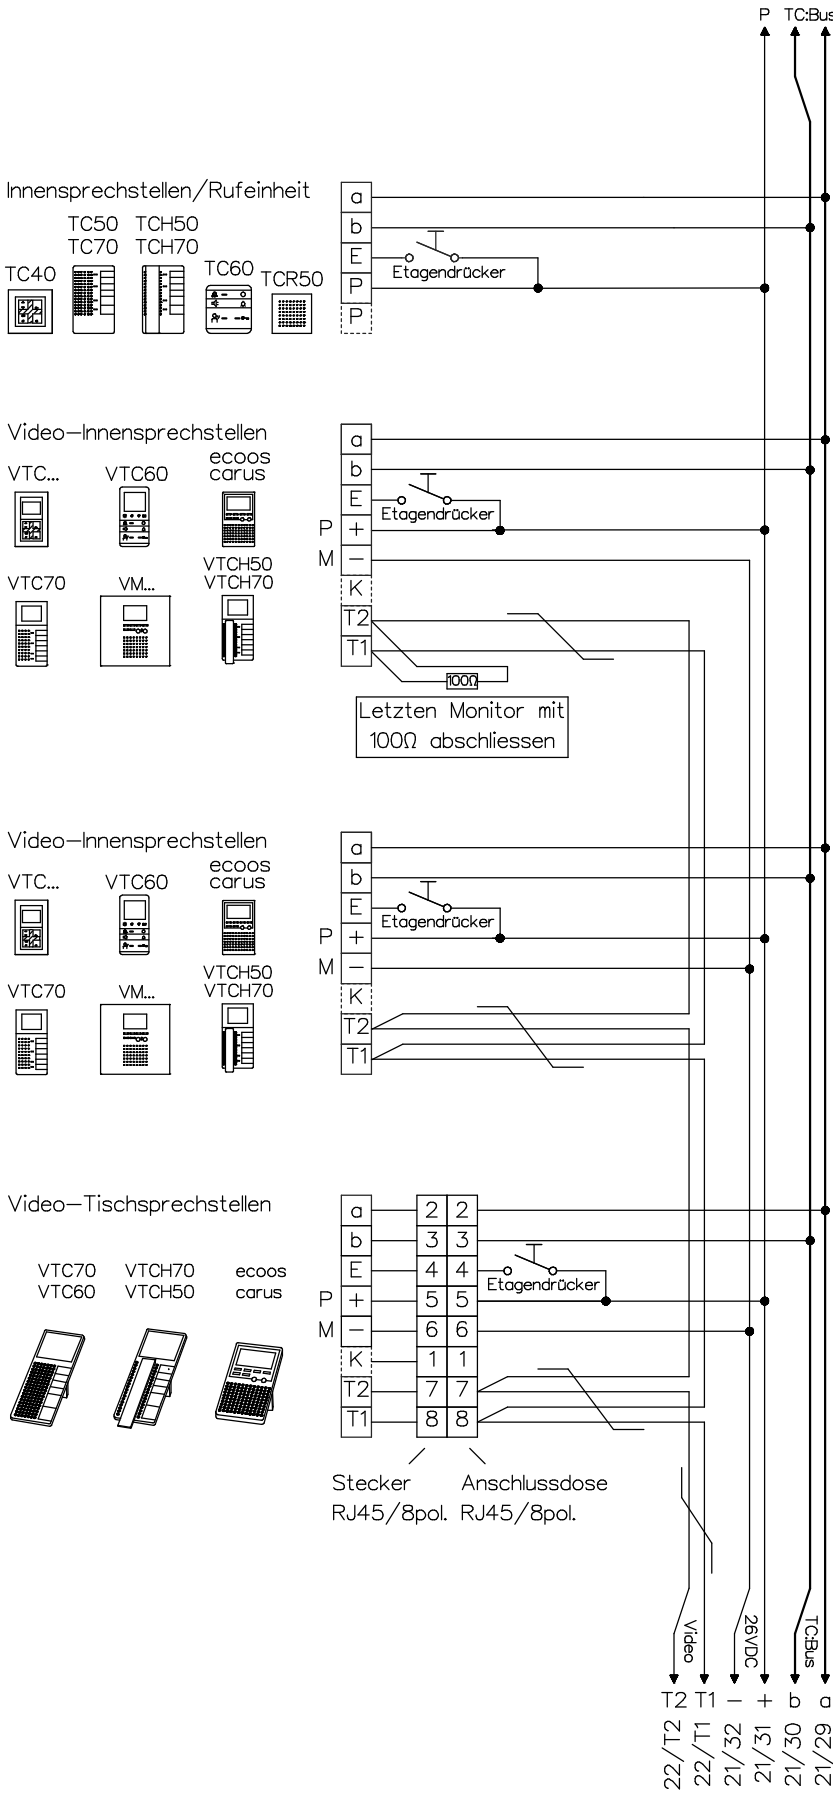 P TC:Bus
Innensprechstellen/Rufeinheit
TC50 TCH50
TC70 TCH70
TC40
TC60
TCR50
a
b
E
P
P
Etagendrücker
Video-Innensprechstellen
VTC... VTC60
ecoos
carus
VTC70 VM...
VTCH50
VTCH70
a
b
E
P +
M -
K
T2
T1
Etagendrücker
100Ω
Letzten Monitor mit
100Ω abschliessen
Video-Innensprechstellen
VTC... VTC60
ecoos
carus
VTC70 VM...
VTCH50
VTCH70
a
b
E
P +
M -
K
T2
T1
Etagendrücker
Video-Tischsprechstellen
VTC70 VTCH70 ecoos
VTC60 VTCH50 carus
a 2 2
b 3 3
E 4 4
P + 5 5
M - 6 6
K 1 1
T2 7 7
T1 8 8
Etagendrücker
Stecker Anschlussdose
RJ45/8pol. RJ45/8pol.
Video
26VDC
TC:Bus
T2 T1 - + b a
22/T2
22/T1
21/32
21/31
21/30
21/29